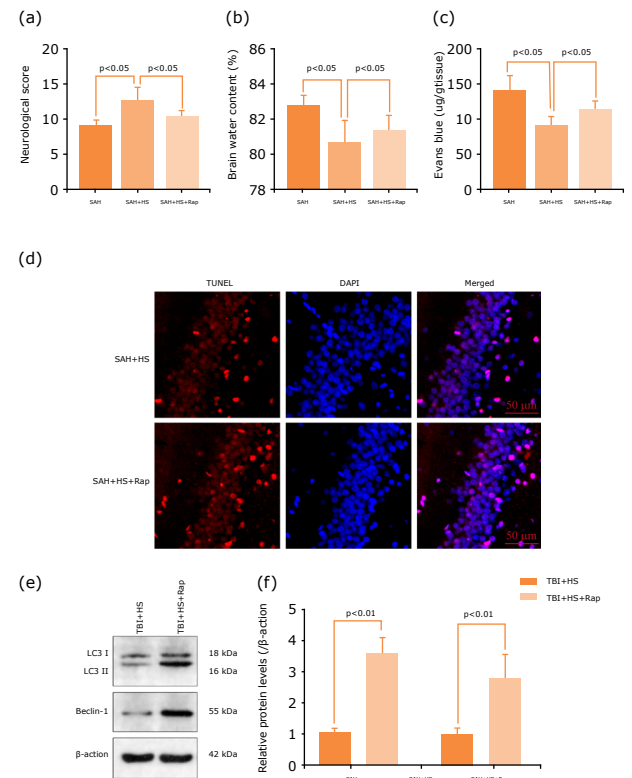 (a)
Neurological score
20
15
10
5
0
p<0.05
p<0.05
SAH
SAH+HS
SAH+HS+Rap
(b)
Brain water content (%)
86
84
82
80
78
p<0.05
p<0.05
SAH
SAH+HS
SAH+HS+Rap
(c)
Evans blue (ug/gtissue)
200
150
100
50
0
p<0.05
p<0.05
SAH
SAH+HS
SAH+HS+Rap
(d)
TUNEL
DAPI
Merged
SAH+HS
50 μm
SAH+HS+Rap
50 μm
(e)
TBI+HS
TBI+HS+Rap
LC3 I
18 kDa
LC3 II
16 kDa
Beclin-1
55 kDa
β-action
42 kDa
(f)
TBI+HS
TBI+HS+Rap
Relative protein levels (/β-action)
5
4
3
2
1
0
p<0.01
p<0.01